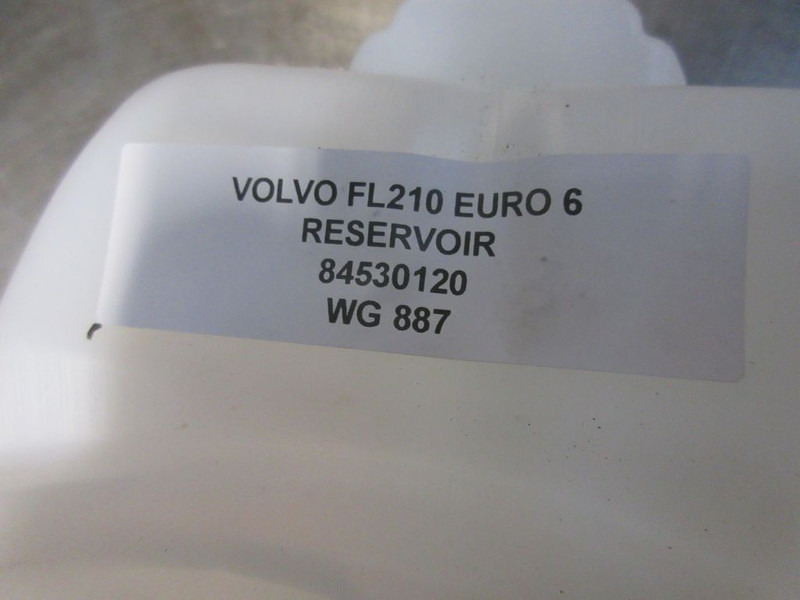 VOLVO FL210 EURO 6
RESERVOIR
84530120
WG 887